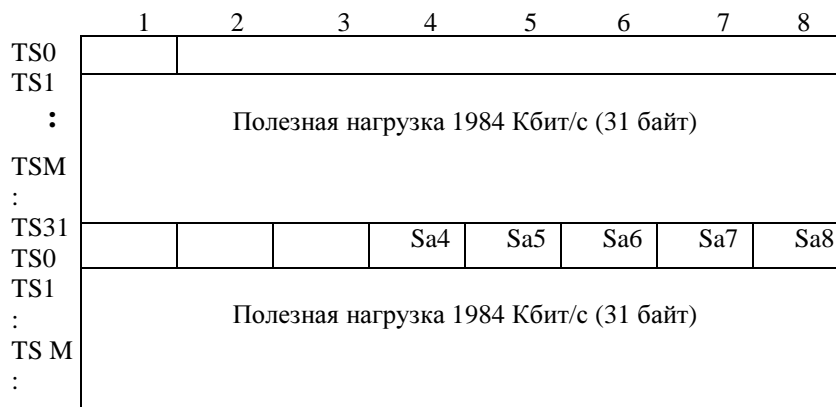 1 2 3 4 5 6 7 8
TS0
TS1
:
Полезная нагрузка 1984 Кбит/с (31 байт)
TSM
:
TS31
Sa4 Sa5 Sa6 Sa7 Sa8
TS0
TS1
:
Полезная нагрузка 1984 Кбит/с (31 байт)
TS M
: